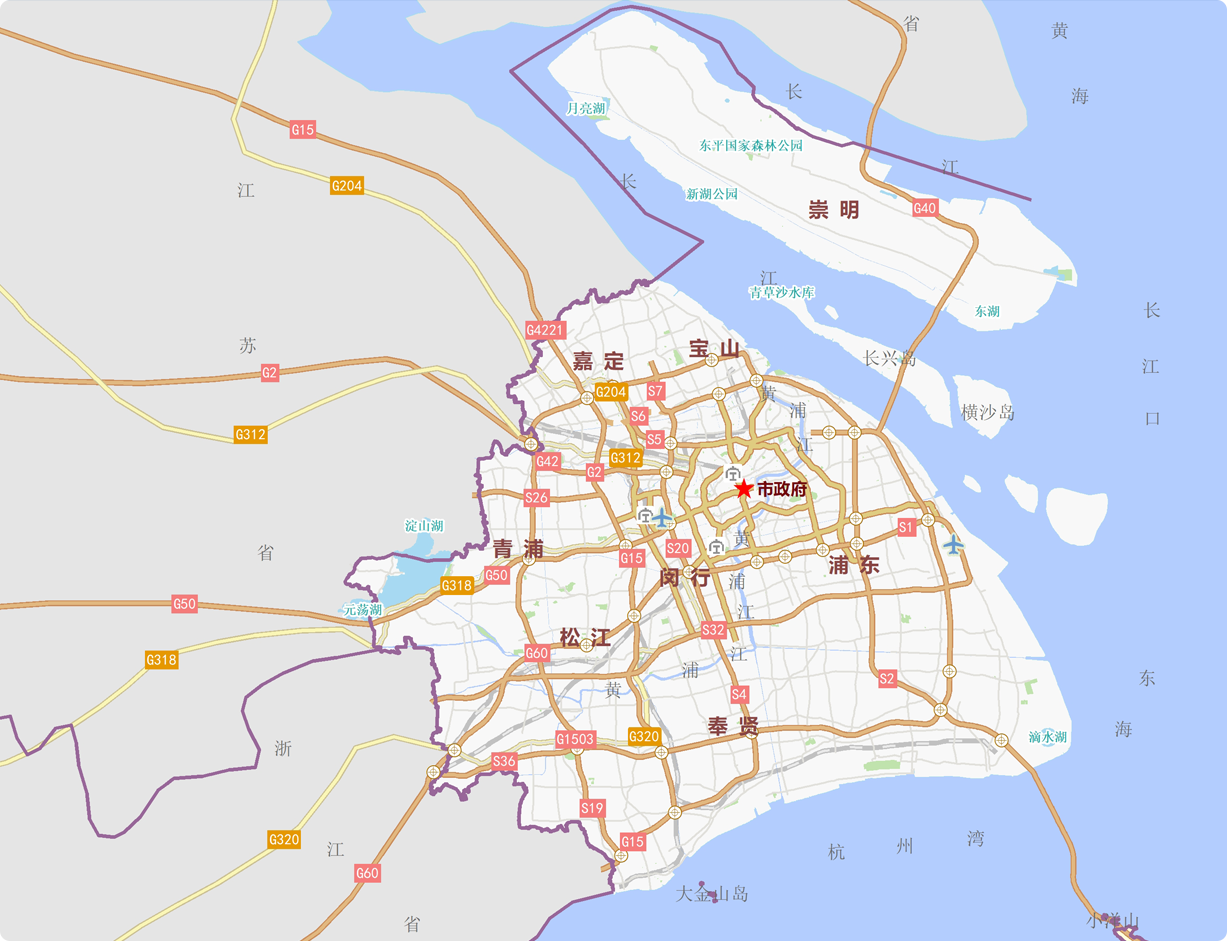 省
黄
海
长
江
G15
G204
江
月亮湖
东平国家森林公园
长
新湖公园
崇 明
G40
江
青草沙水库
东湖
长
江
口
G4221
苏
嘉 定
宝 山
长兴岛
G2
G204
S7
黄
浦
江
横沙岛
G312
S6
S5
G312
G42
G2
S26
市政府
淀山湖
省
青 浦
G15
S20
黄
S1
浦 东
G50
G318
闵 行
浦
G50
元荡湖
江
松 江
S32
G318
G60
江
浦
黄
S2
东
S4
浙
奉 贤
海
G1503
G320
滴水湖
S36
S19
G320
江
G15
杭
州
湾
G60
大金山岛
省
小洋山